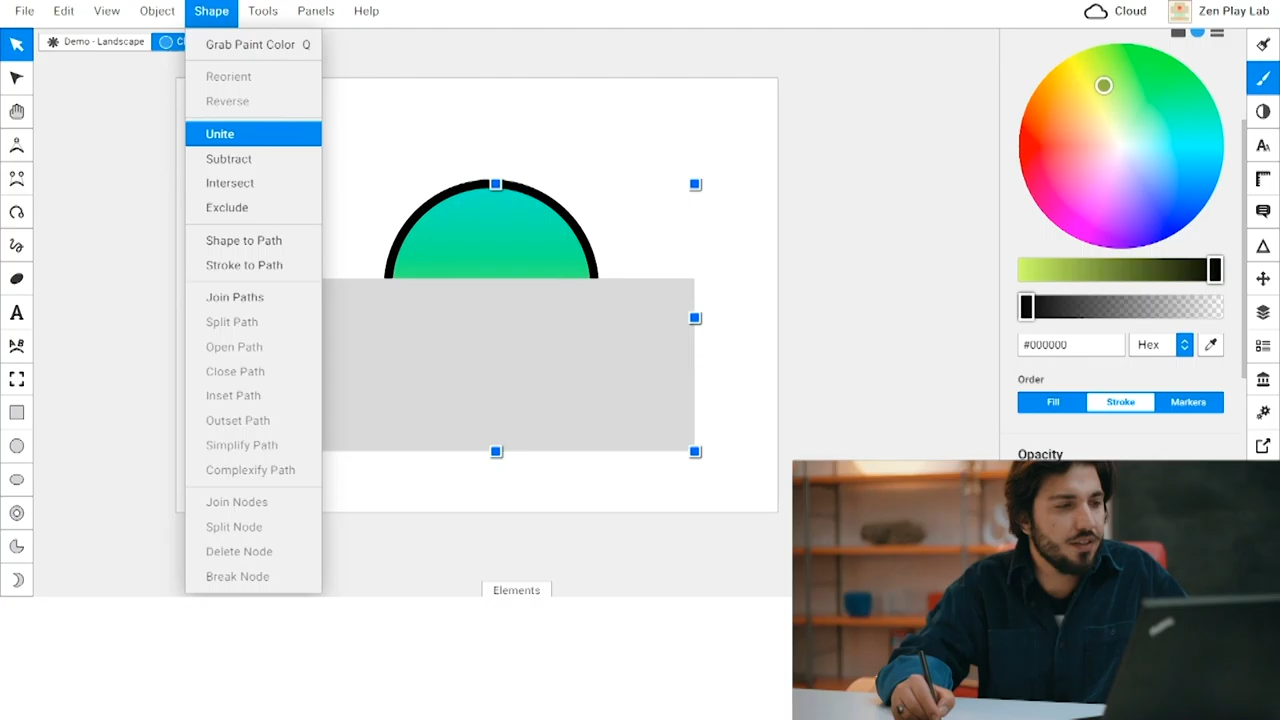 File Edit View Object Shape Tools Panels Help Cloud Zen Play Lab
Demo - Landscape
Grab Paint Color Q
Reorient
Reverse
Unite
Subtract
Intersect
Exclude
Shape to Path
Stroke to Path
Join Paths
Split Path
Open Path
Close Path
Inset Path
Outset Path
Simplify Path
Complexify Path
Join Nodes
Split Node
Delete Node
Break Node
Elements
A
A B
AA
#000000 Hex
Order
Fill Stroke Markers
Opacity